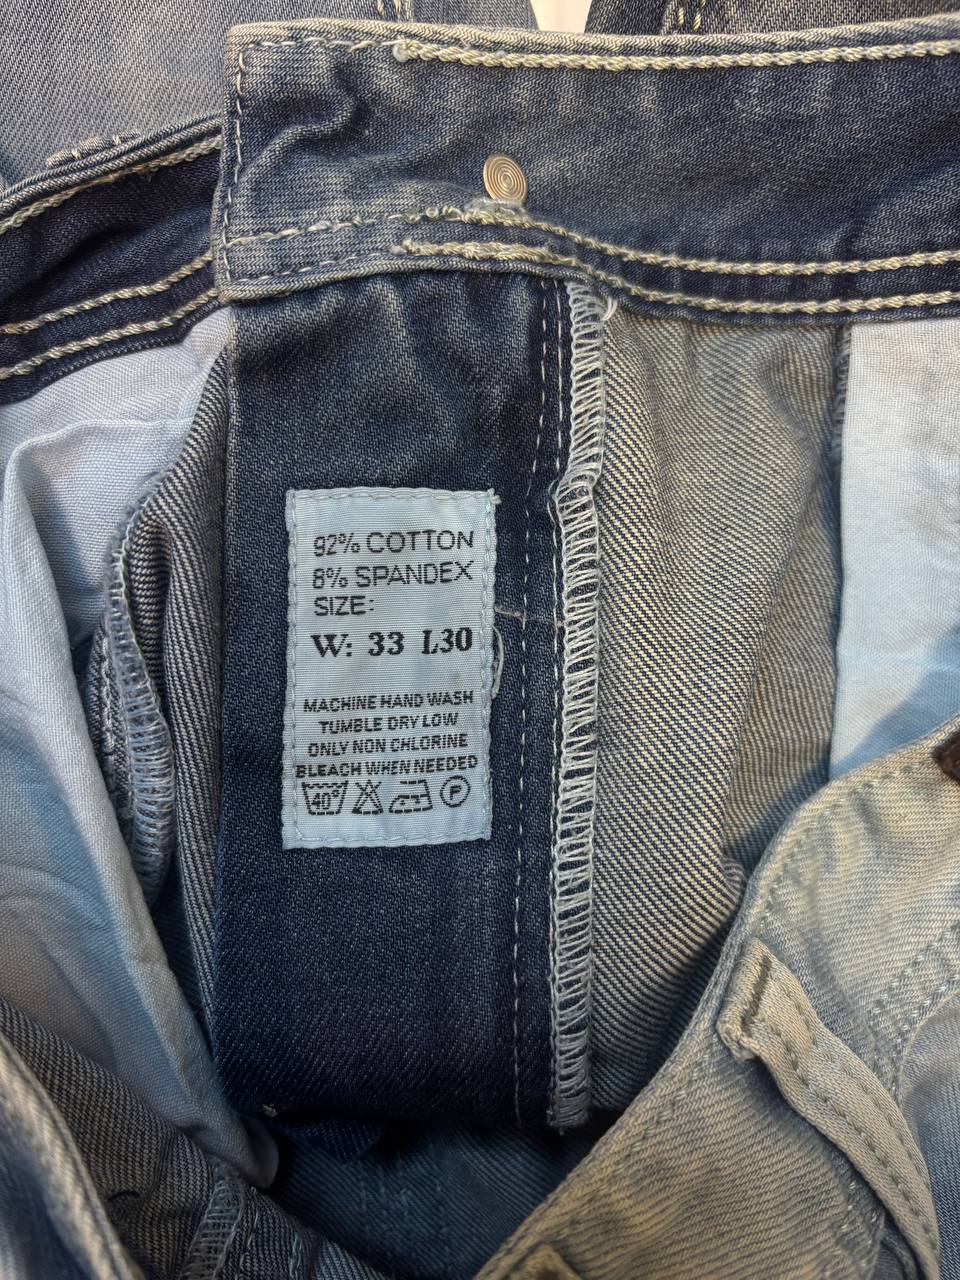 92% COTTON
8% SPANDEX
SIZE:
W: 33 L30
MACHINE HAND WASH
TUMBLE DRY LOW
ONLY NON CHLORINE
BLEACH WHEN NEEDED
40° P